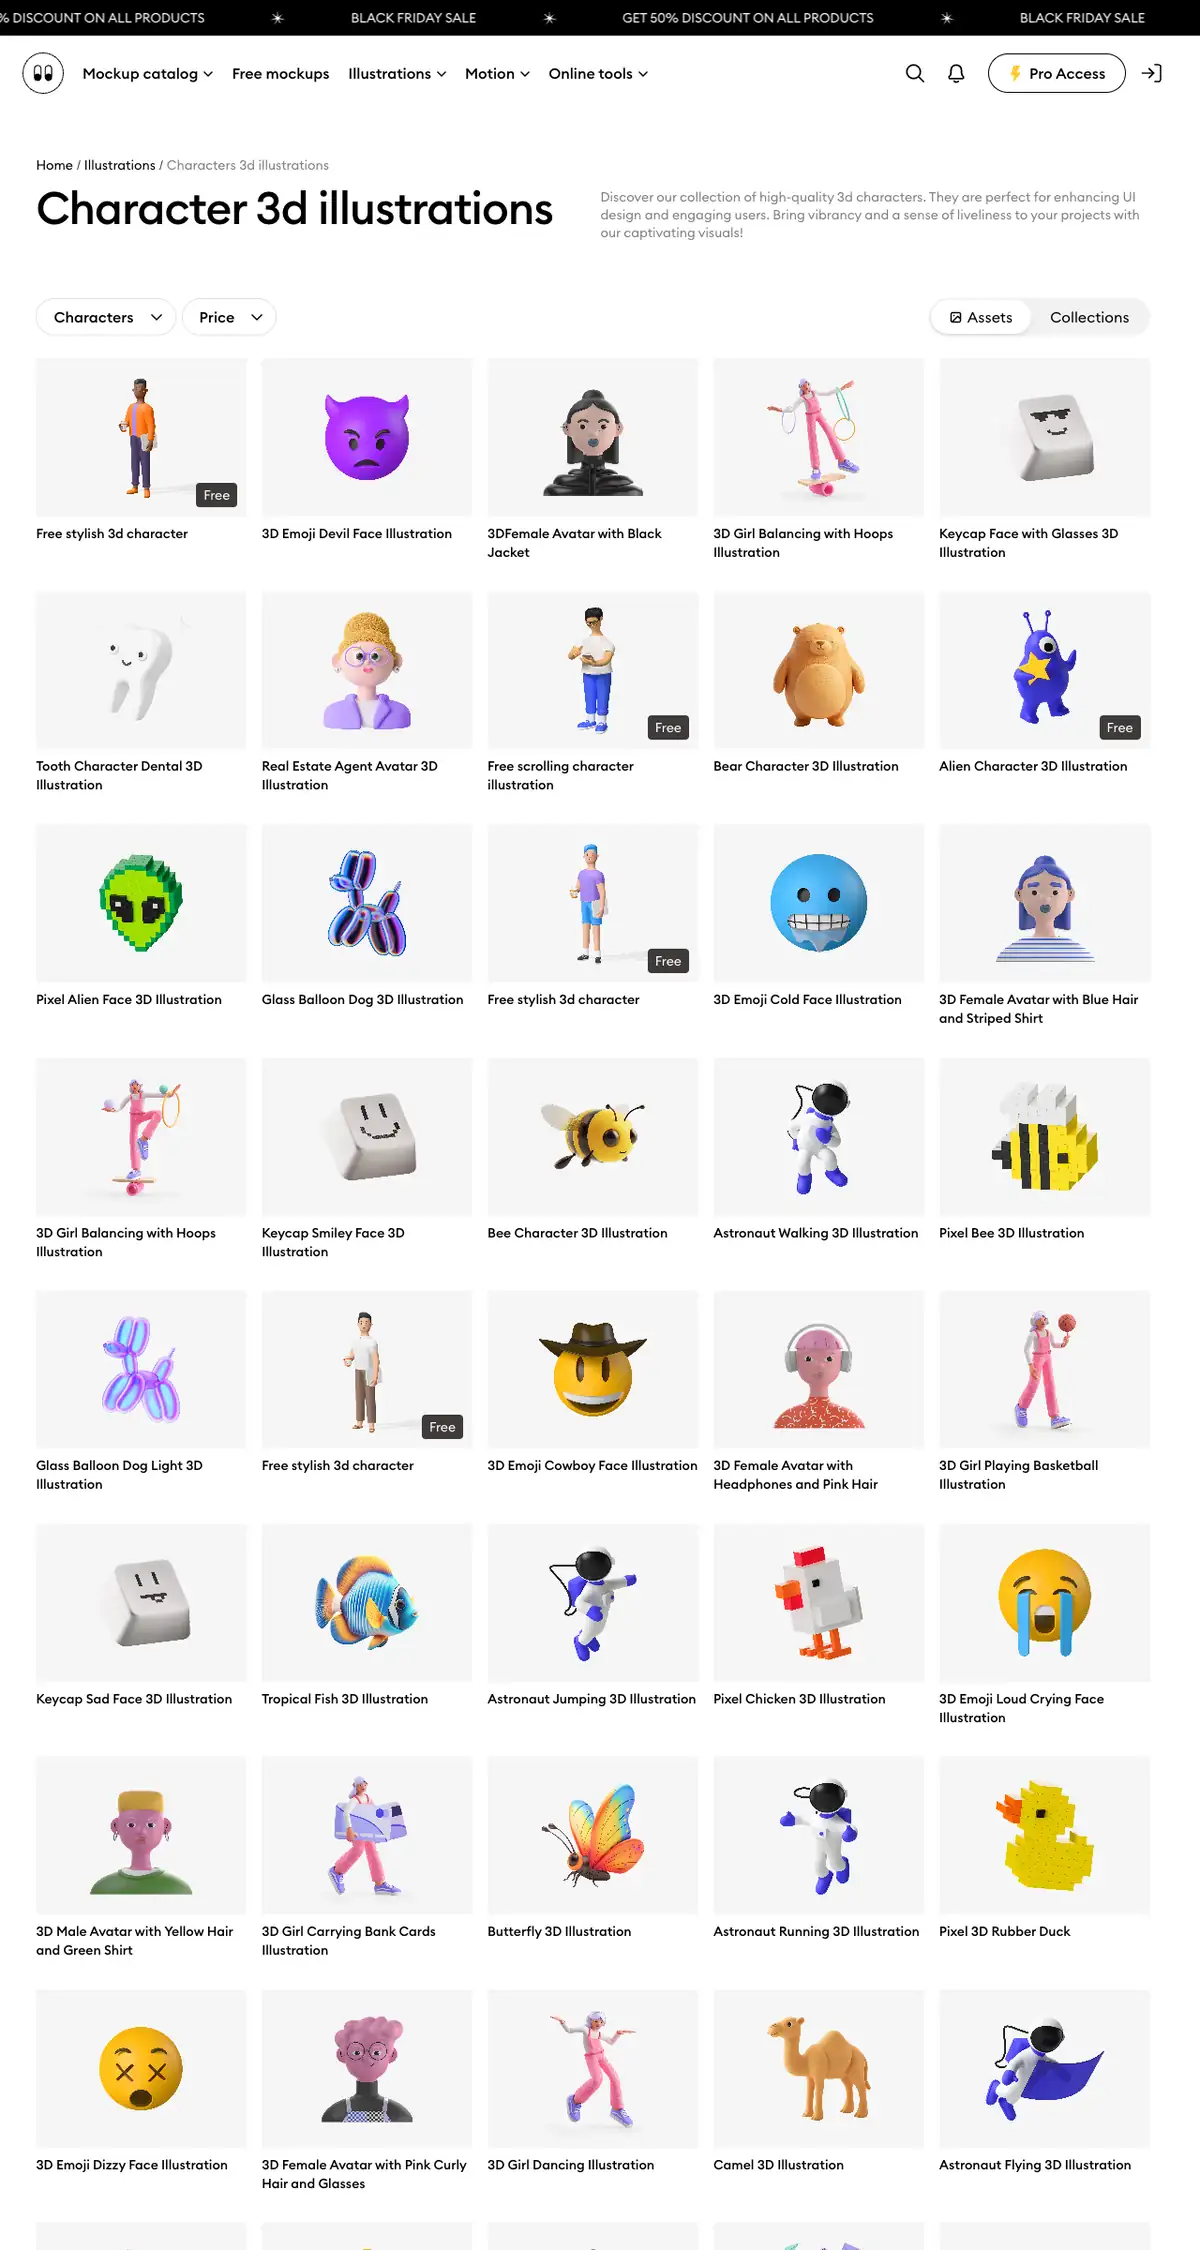 % DISCOUNT ON ALL PRODUCTS BLACK FRIDAY SALE GET 50% DISCOUNT ON ALL PRODUCTS BLACK FRIDAY SALE
Mockup catalog Free mockups Illustrations Motion Online tools Pro Access
Home / Illustrations / Characters 3d illustrations
Character 3d illustrations
Discover our collection of high-quality 3d characters. They are perfect for enhancing UI
design and engaging users. Bring vibrancy and a sense of liveliness to your projects with
our captivating visuals!
Characters Price Assets Collections
Free
Free stylish 3d character
3D Emoji Devil Face Illustration
3DFemale Avatar with Black
Jacket
3D Girl Balancing with Hoops
Illustration
Keycap Face with Glasses 3D
Illustration
Tooth Character Dental 3D
Illustration
Real Estate Agent Avatar 3D
Illustration
Free
Free scrolling character
illustration
Bear Character 3D Illustration
Free
Alien Character 3D Illustration
Pixel Alien Face 3D Illustration
Glass Balloon Dog 3D Illustration
Free
Free stylish 3d character
3D Emoji Cold Face Illustration
3D Female Avatar with Blue Hair
and Striped Shirt
3D Girl Balancing with Hoops
Illustration
Keycap Smiley Face 3D
Illustration
Bee Character 3D Illustration
Astronaut Walking 3D Illustration
Pixel Bee 3D Illustration
Glass Balloon Dog Light 3D
Illustration
Free
Free stylish 3d character
3D Emoji Cowboy Face Illustration
3D Female Avatar with
Headphones and Pink Hair
3D Girl Playing Basketball
Illustration
Keycap Sad Face 3D Illustration
Tropical Fish 3D Illustration
Astronaut Jumping 3D Illustration
Pixel Chicken 3D Illustration
3D Emoji Loud Crying Face
Illustration
3D Male Avatar with Yellow Hair
and Green Shirt
3D Girl Carrying Bank Cards
Illustration
Butterfly 3D Illustration
Astronaut Running 3D Illustration
Pixel 3D Rubber Duck
3D Emoji Dizzy Face Illustration
3D Female Avatar with Pink Curly
Hair and Glasses
3D Girl Dancing Illustration
Camel 3D Illustration
Astronaut Flying 3D Illustration